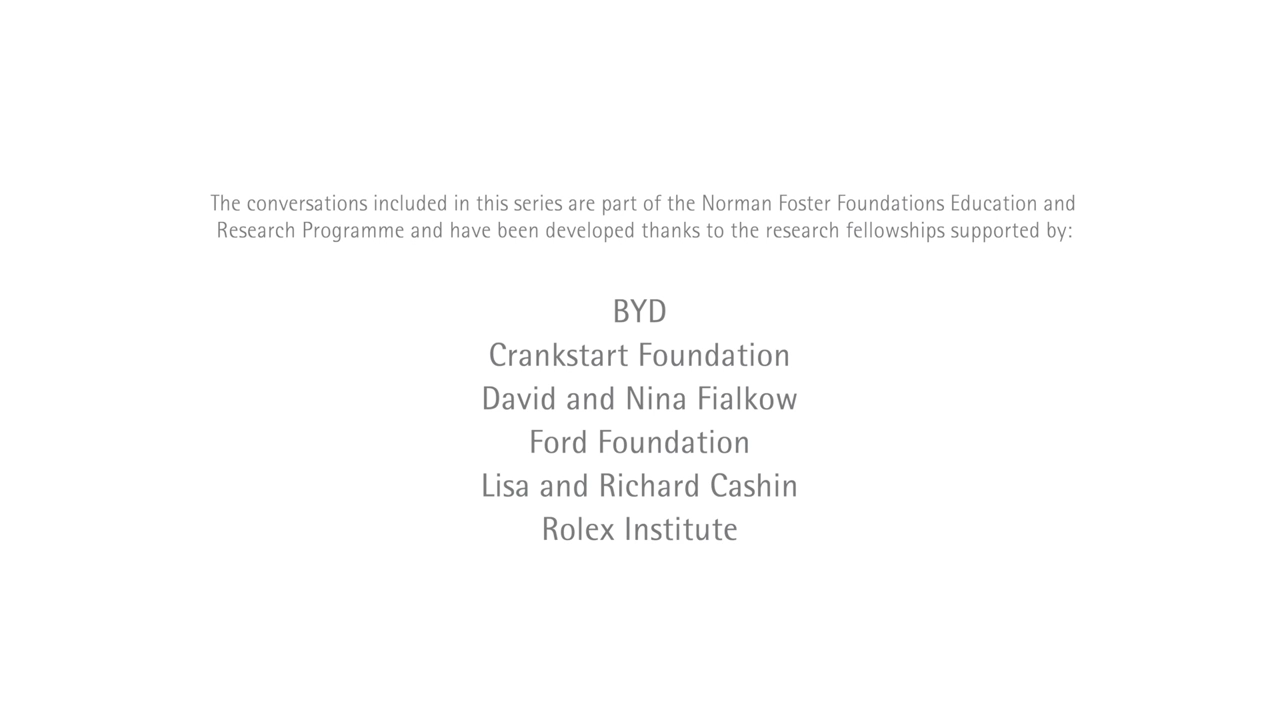 The conversations included in this series are part of the Norman Foster Foundations Education and
Research Programme and have been developed thanks to the research fellowships supported by:
BYD
Crankstart Foundation
David and Nina Fialkow
Ford Foundation
Lisa and Richard Cashin
Rolex Institute